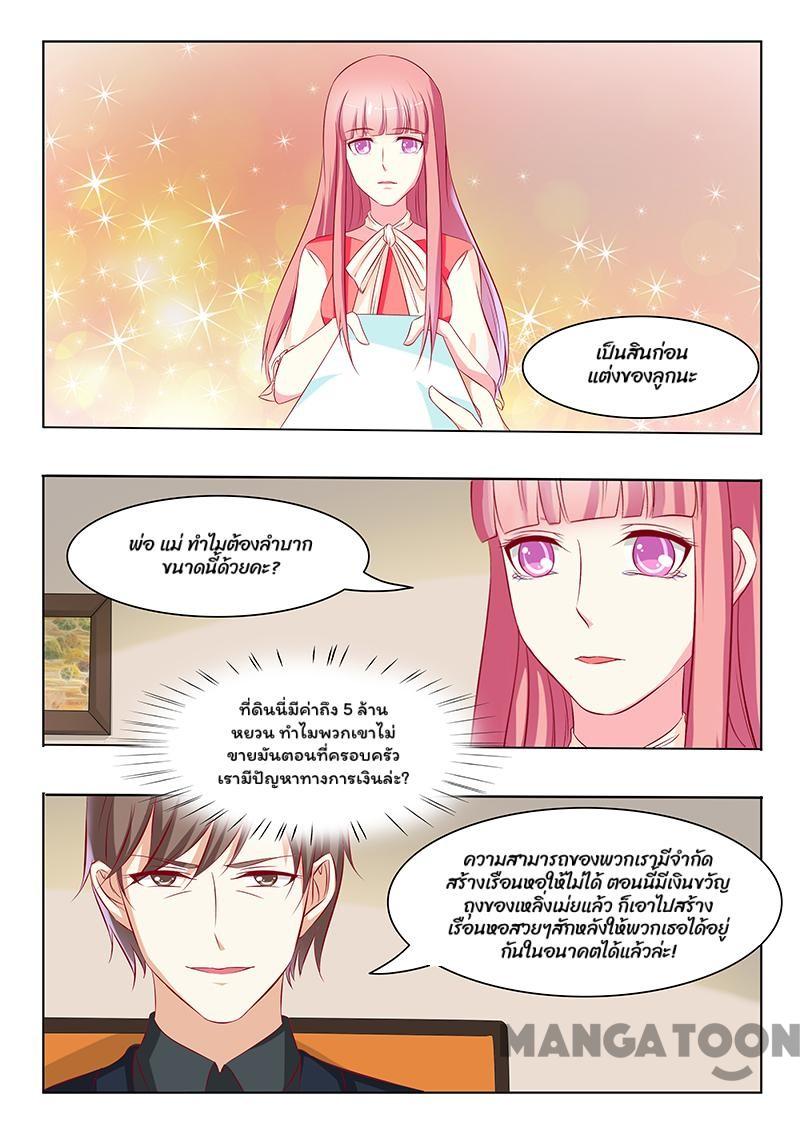 เป็นสินก่อน
แต่งของลูกนะ
พ่อ แม่ ทำไมต้องลำบาก
ขนาดนี้ด้วยคะ?
ที่ดินนี่มีค่าถึง 5 ล้าน
หยวน ทำไมพวกเขาไม่
ขายมันตอนที่ครอบครัว
เรามีปัญหาทางการเงินล่ะ?
ความสามารถของพวกเรามีจำกัด
สร้างเรือนหอให้ไม่ได้ ตอนนี้มีเงินขวัญ
ถุงของเหลิ่งเม่ยแล้ว ก็เอาไปสร้าง
เรือนหอสวยๆสักหลังให้พวกเธอได้อยู่
กันในอนาคตได้แล้วล่ะ!
MANGATOON